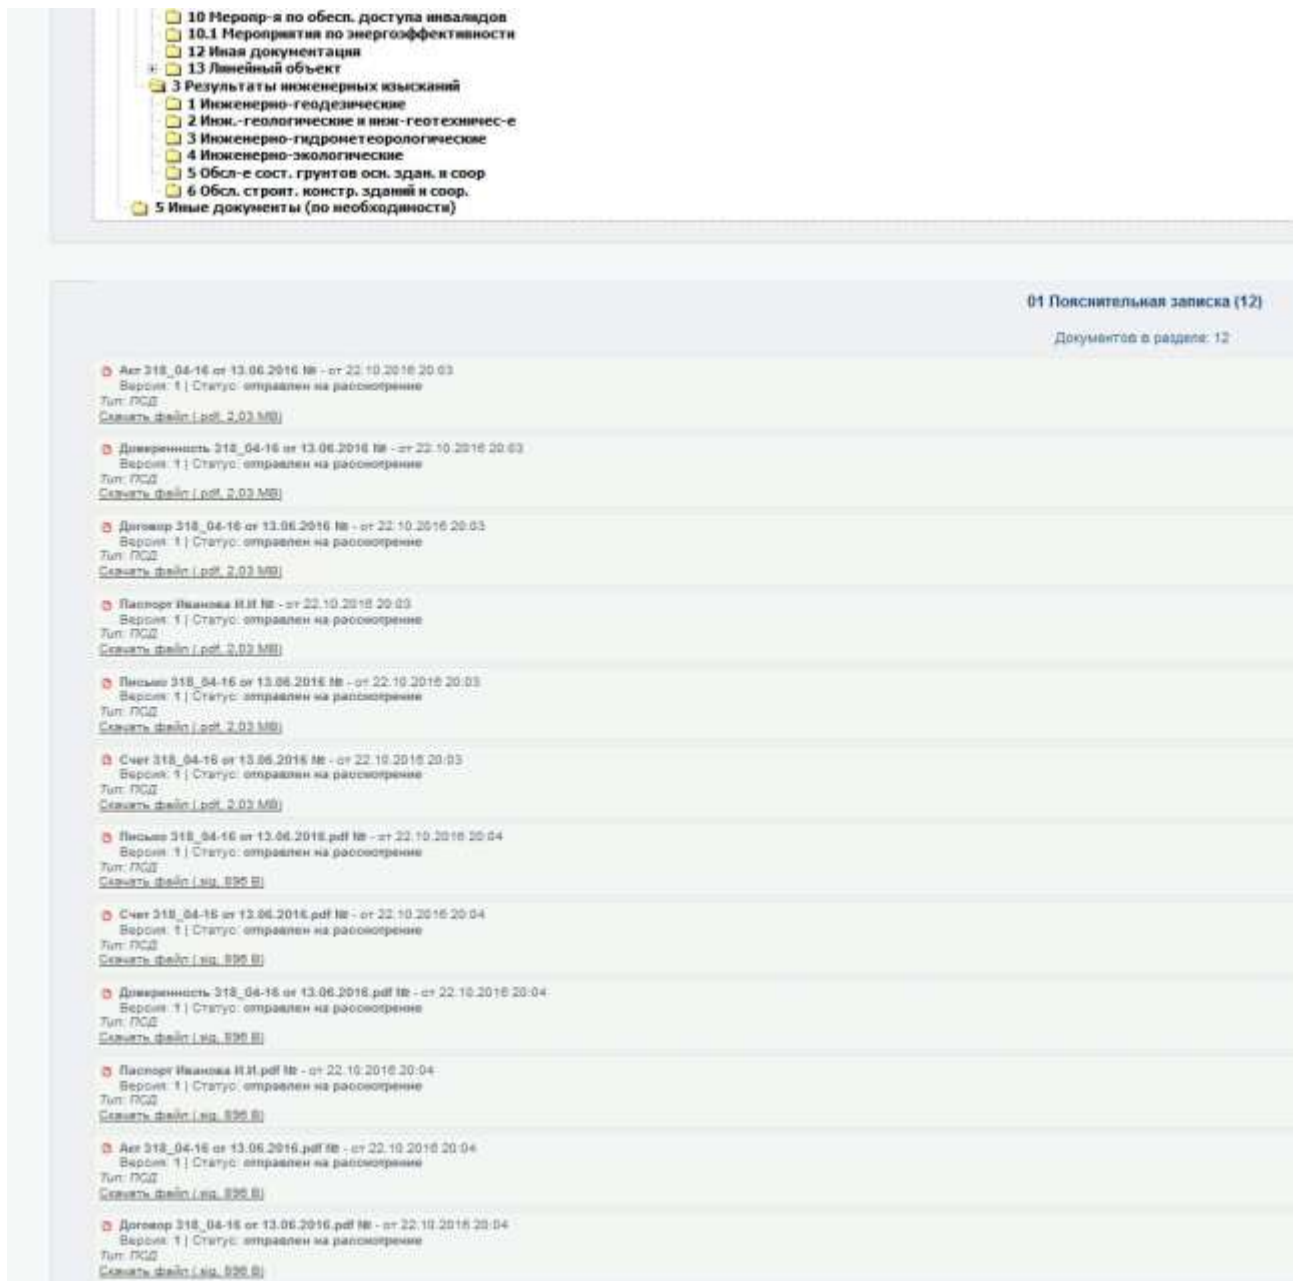 10 Меропр-я по обесп. доступа инвалидов
10.1 Мероприятия по энергоэффективности
12 Иная документация
13 Линейный объект
3 Результаты инженерных изысканий
1 Инженерно-геодезические
2 Инж.-геологические и инж-геотехничес-е
3 Инженерно-гидрометеорологические
4 Инженерно-экологические
5 Обсл-е сост. грунтов осн. здан. и соор
6 Обсл. строит. констр. зданий и соор.
5 Иные документы (по необходимости)
01 Пояснительная записка (12)
Документов в разделе: 12
Акт 318_04-16 от 13.06.2016 № - от 22.10.2016 20:03
Версия: 1 | Статус: отправлен на рассмотрение
Тип: ПСД
Скачать файл (.pdf, 2,03 MB)
Доверенность 318_04-16 от 13.06.2016 № - от 22.10.2016 20:03
Версия: 1 | Статус: отправлен на рассмотрение
Тип: ПСД
Скачать файл (.pdf, 2,03 MB)
Договор 318_04-16 от 13.06.2016 № - от 22.10.2016 20:03
Версия: 1 | Статус: отправлен на рассмотрение
Тип: ПСД
Скачать файл (.pdf, 2,03 MB)
Паспорт Иванова И.И № - от 22.10.2016 20:03
Версия: 1 | Статус: отправлен на рассмотрение
Тип: ПСД
Скачать файл (.pdf, 2,03 MB)
Письмо 318_04-16 от 13.06.2016 № - от 22.10.2016 20:03
Версия: 1 | Статус: отправлен на рассмотрение
Тип: ПСД
Скачать файл (.pdf, 2,03 MB)
Счет 318_04-16 от 13.06.2016 № - от 22.10.2016 20:03
Версия: 1 | Статус: отправлен на рассмотрение
Тип: ПСД
Скачать файл (.pdf, 2,03 MB)
Письмо 318_04-16 от 13.06.2016.pdf № - от 22.10.2016 20:04
Версия: 1 | Статус: отправлен на рассмотрение
Тип: ПСД
Скачать файл (.sig, 896 B)
Счет 318_04-16 от 13.06.2016.pdf № - от 22.10.2016 20:04
Версия: 1 | Статус: отправлен на рассмотрение
Тип: ПСД
Скачать файл (.sig, 896 B)
Доверенность 318_04-16 от 13.06.2016.pdf № - от 22.10.2016 20:04
Версия: 1 | Статус: отправлен на рассмотрение
Тип: ПСД
Скачать файл (.sig, 896 B)
Паспорт Иванова И.И.pdf № - от 22.10.2016 20:04
Версия: 1 | Статус: отправлен на рассмотрение
Тип: ПСД
Скачать файл (.sig, 896 B)
Акт 318_04-16 от 13.06.2016.pdf № - от 22.10.2016 20:04
Версия: 1 | Статус: отправлен на рассмотрение
Тип: ПСД
Скачать файл (.sig, 896 B)
Договор 318_04-16 от 13.06.2016.pdf № - от 22.10.2016 20:04
Версия: 1 | Статус: отправлен на рассмотрение
Тип: ПСД
Скачать файл (.sig, 896 B)